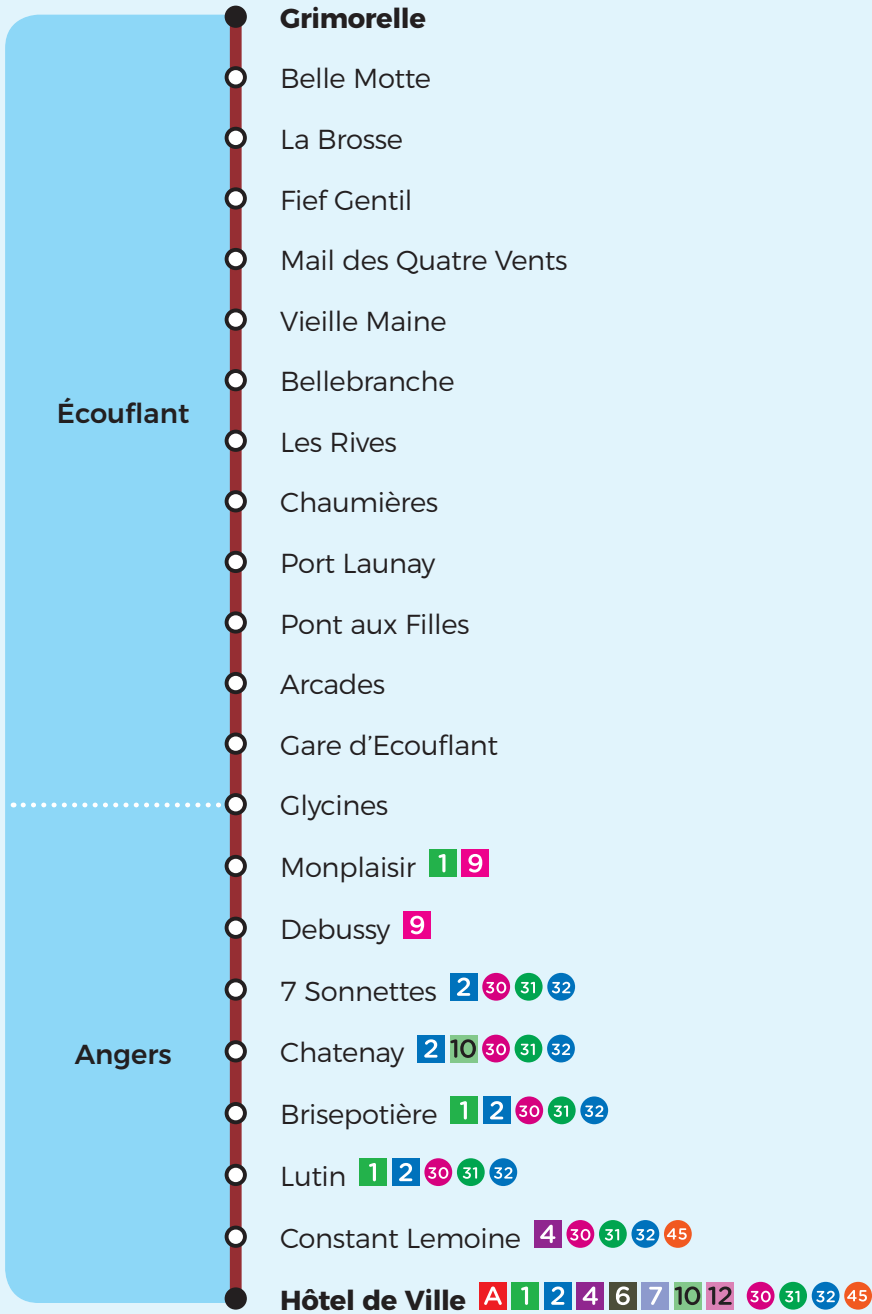 Grimorelle
Belle Motte
La Brosse
Fief Gentil
Mail des Quatre Vents
Vieille Maine
Bellebranche
Écouflant
Les Rives
Chaumières
Port Launay
Pont aux Filles
Arcades
Gare d'Ecouflant
Glycines
Monplaisir 1 9
Debussy 9
7 Sonnettes 2 30 31 32
Chatenay 2 10 30 31 32
Angers
Brisepotière 1 2 30 31 32
Lutin 1 2 30 31 32
Constant Lemoine 4 30 31 32 45
Hôtel de Ville A 1 2 4 6 7 10 12 30 31 32 45